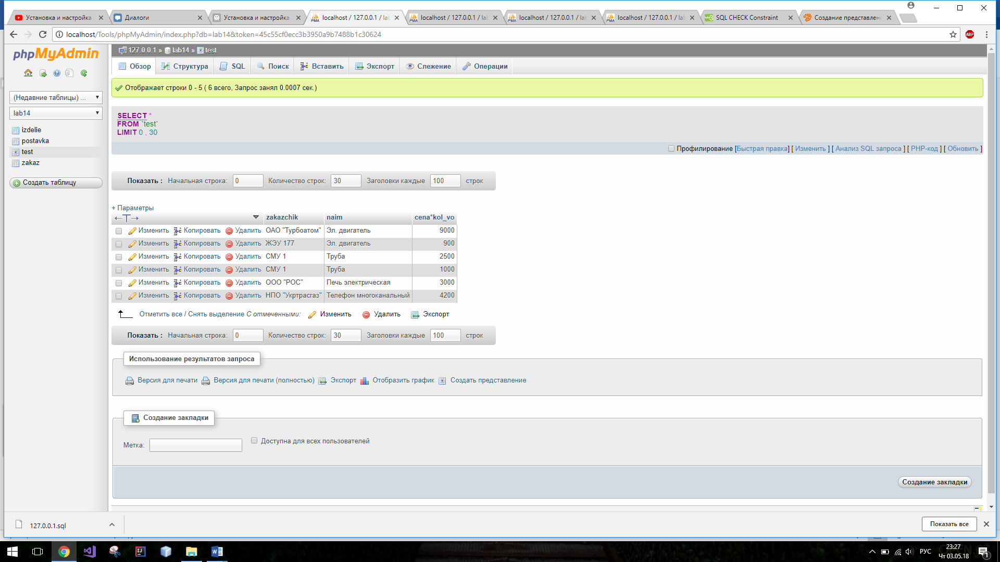 Установка и настройка
Диалоги
Установка и настройка
localhost / 127.0.0.1 / lab
localhost / 127.0.0.1 / lab
localhost / 127.0.0.1 / lab
localhost / 127.0.0.1 / lab
SQL CHECK Constraint
Создание представлен
localhost/Tools/phpMyAdmin/index.php?db=lab14&token=45c55cf0ecc3b3950a9b7488b1c30624
ABP
phpMyAdmin
(Недавние таблицы) ...
lab14
izdelie
postavka
test
zakaz
Создать таблицу
127.0.0.1 » lab14 » test
Обзор Структура SQL Поиск Вставить Экспорт Слежение Операции
Отображает строки 0 - 5 ( 6 всего, Запрос занял 0.0007 сек.)
SELECT *
FROM `test`
LIMIT 0 , 30
Профилирование [Быстрая правка] [ Изменить ] [ Анализ SQL запроса ] [ PHP-код ] [ Обновить ]
Показать : Начальная строка: 0 Количество строк: 30 Заголовки каждые 100 строк
+ Параметры
zakazchik naim cena*kol_vo
Изменить Копировать Удалить ОАО "Турбоатом" Эл. двигатель 9000
Изменить Копировать Удалить ЖЭУ 177 Эл. двигатель 900
Изменить Копировать Удалить СМУ 1 Труба 2500
Изменить Копировать Удалить СМУ 1 Труба 1000
Изменить Копировать Удалить ООО "РОС" Печь электрическая 3000
Изменить Копировать Удалить НПО "Укртрасгаз" Телефон многоканальный 4200
Отметить все / Снять выделение С отмеченными: Изменить Удалить Экспорт
Показать : Начальная строка: 0 Количество строк: 30 Заголовки каждые 100 строк
Использование результатов запроса
Версия для печати Версия для печати (полностью) Экспорт Отобразить график Создать представление
Создание закладки
Метка: Доступна для всех пользователей
Создание закладки
127.0.0.1.sql
Показать все
РУС
23:27
Чт 03.05.18
1